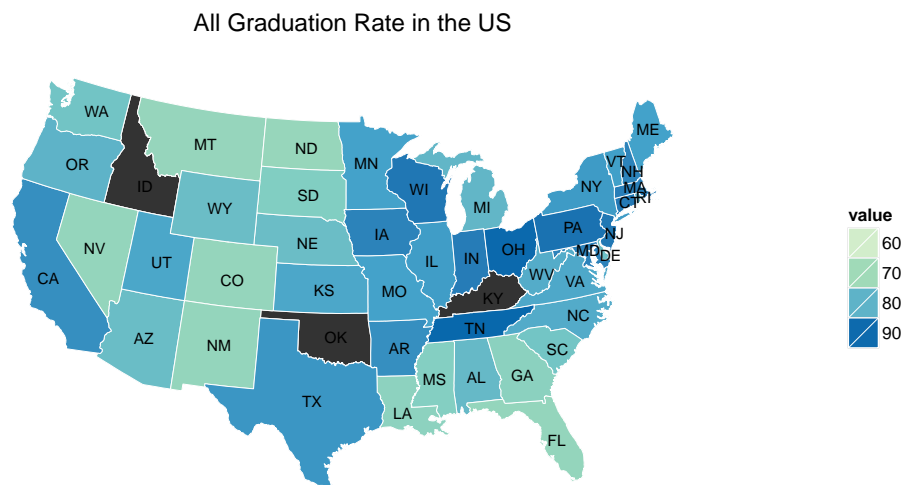 All Graduation Rate in the US
WA
MT
ND
MN
ME
OR
ID
SD
WI
MI
NY
VT
NH
MA
CT
RI
WY
NE
IA
IL
IN
OH
PA
NJ
MD
DE
WV
VA
NV
UT
CO
KS
MO
KY
CA
AZ
NM
OK
AR
TN
NC
SC
TX
LA
MS
AL
GA
FL
value
60
70
80
90